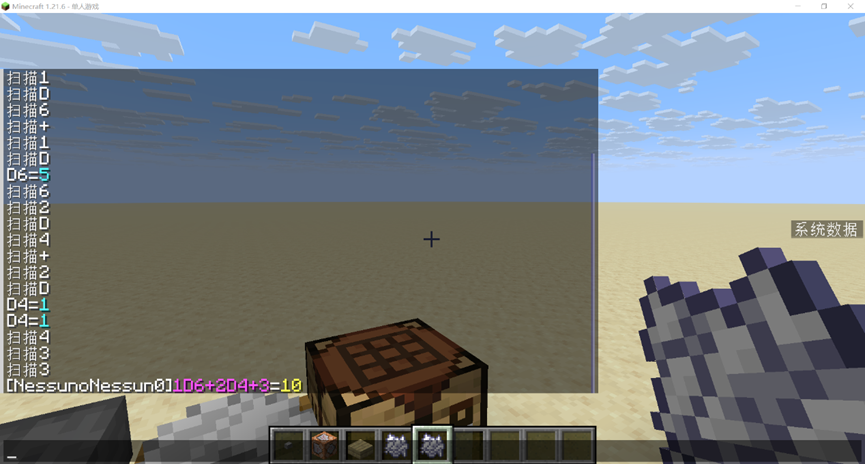 Minecraft 1.21.6 - 单人游戏
扫描1
扫描D
扫描6
扫描+
扫描1
扫描D
D6=5
扫描6
扫描2
扫描D
扫描4
扫描+
扫描2
扫描D
D4=1
D4=1
扫描4
扫描3
扫描3
[NessunoNessun0]1D6+2D4+3=10
系统数据
_